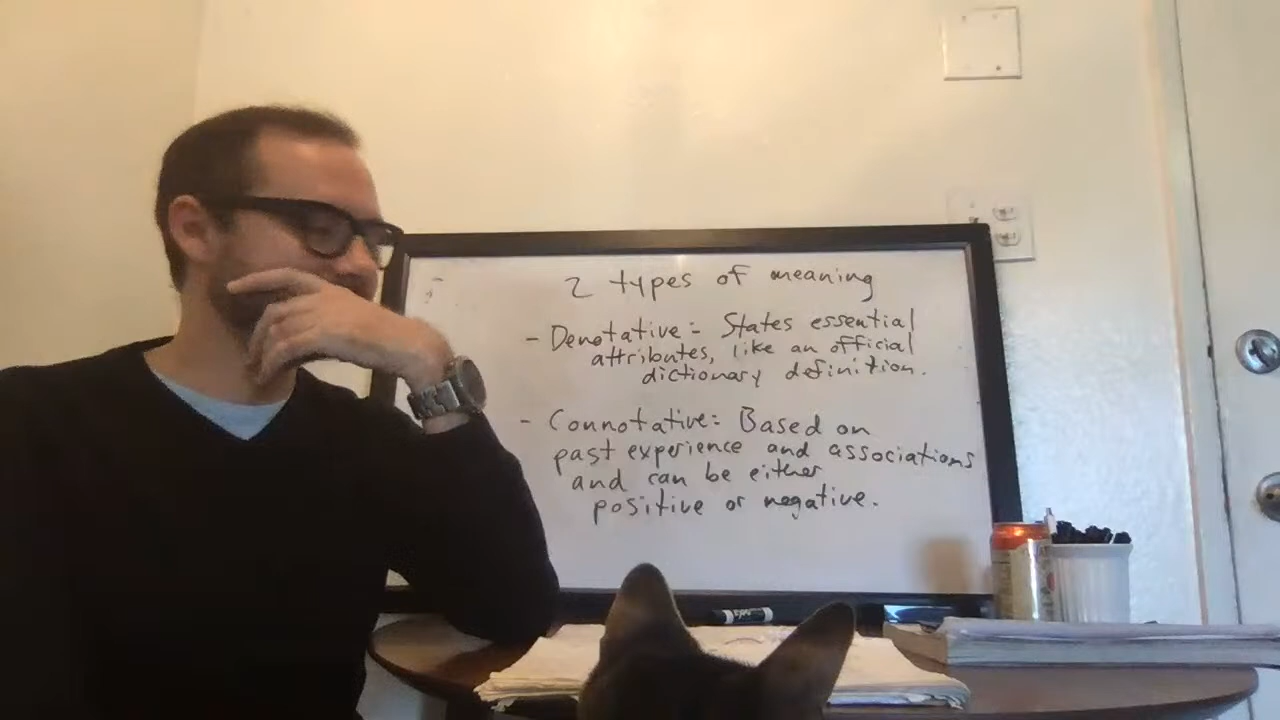 2 types of meaning
- Denotative:- States essential
attributes, like an official
dictionary definition.
- Connotative:- Based on
past experience and associations
and can be either
positive or negative.